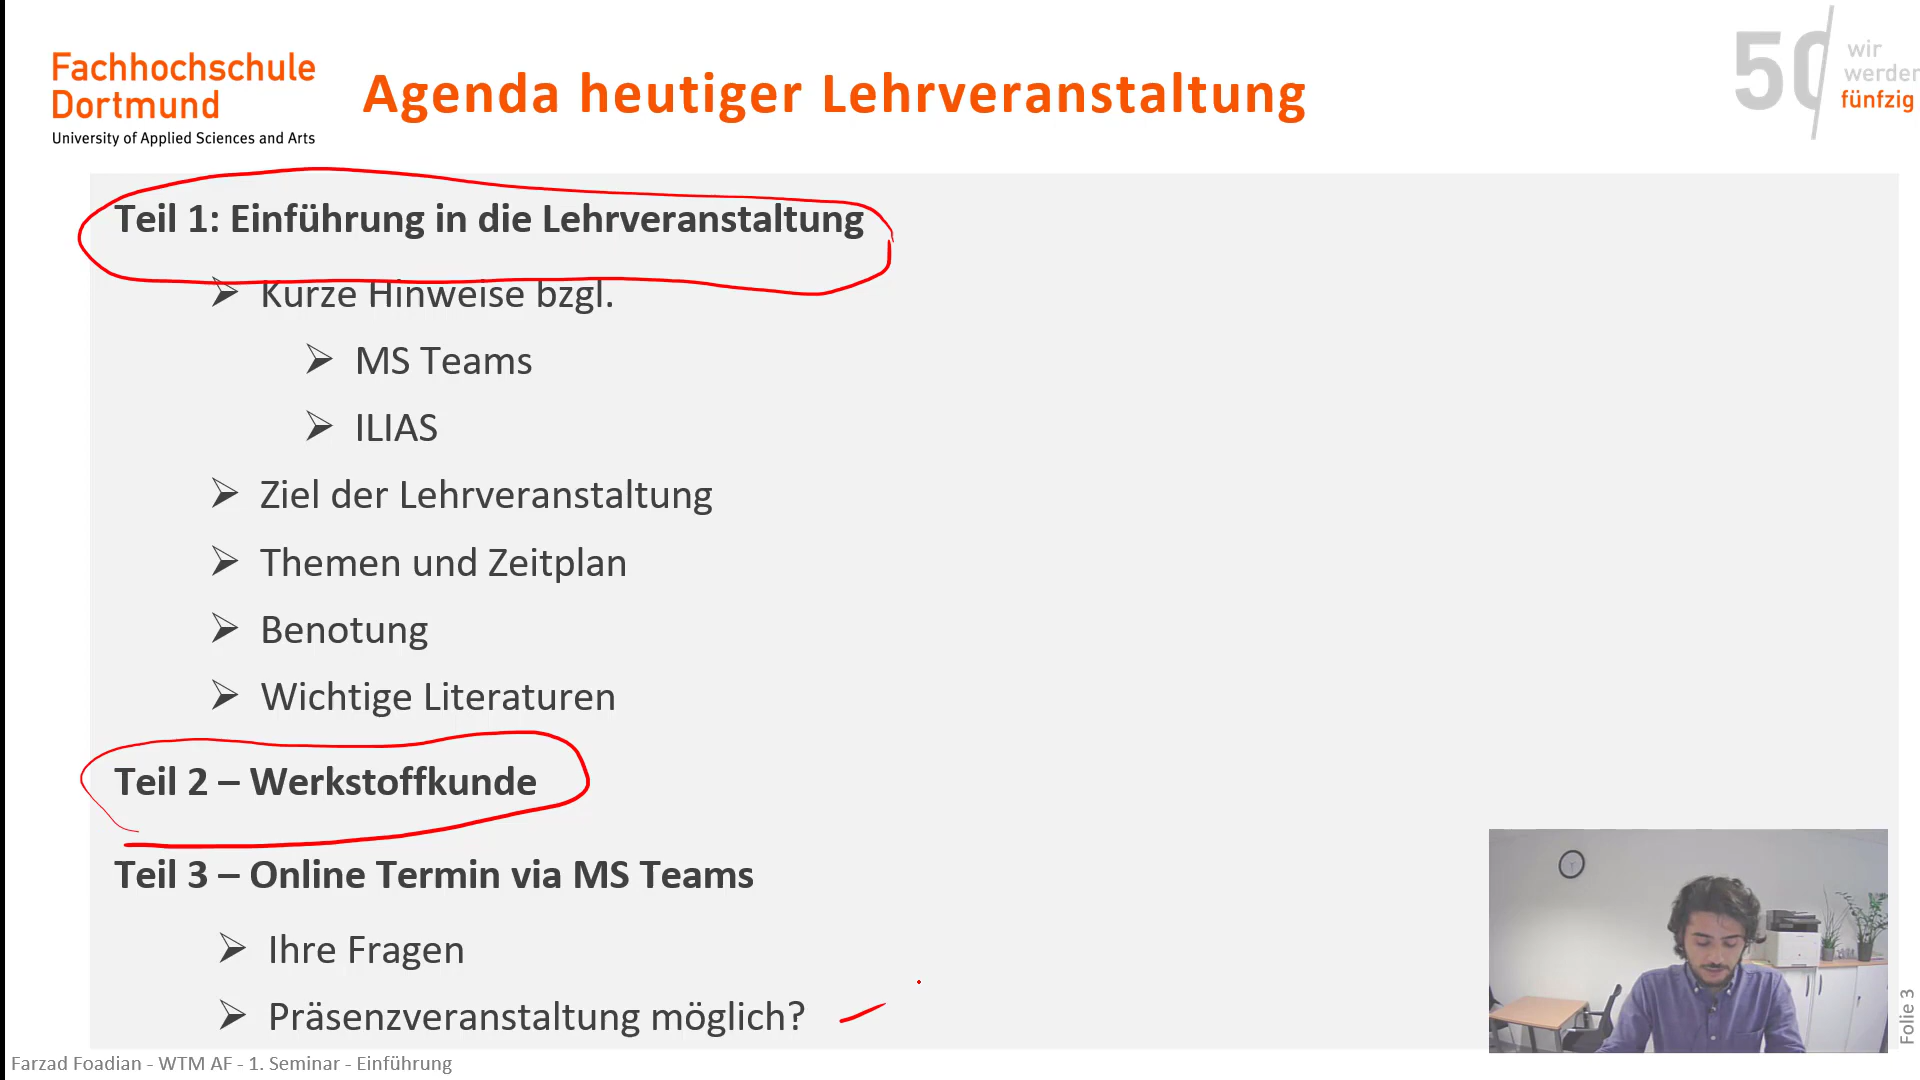 Fachhochschule
Dortmund
University of Applied Sciences and Arts
Agenda heutiger Lehrveranstaltung
50
wir
werden
fünfzig
Teil 1: Einführung in die Lehrveranstaltung
Kurze Hinweise bzgl.
MS Teams
ILIAS
Ziel der Lehrveranstaltung
Themen und Zeitplan
Benotung
Wichtige Literaturen
Teil 2 – Werkstoffkunde
Teil 3 – Online Termin via MS Teams
Ihre Fragen
Präsenzveranstaltung möglich?
Folie 3
Farzad Foadian - WTM AF - 1. Seminar - Einführung